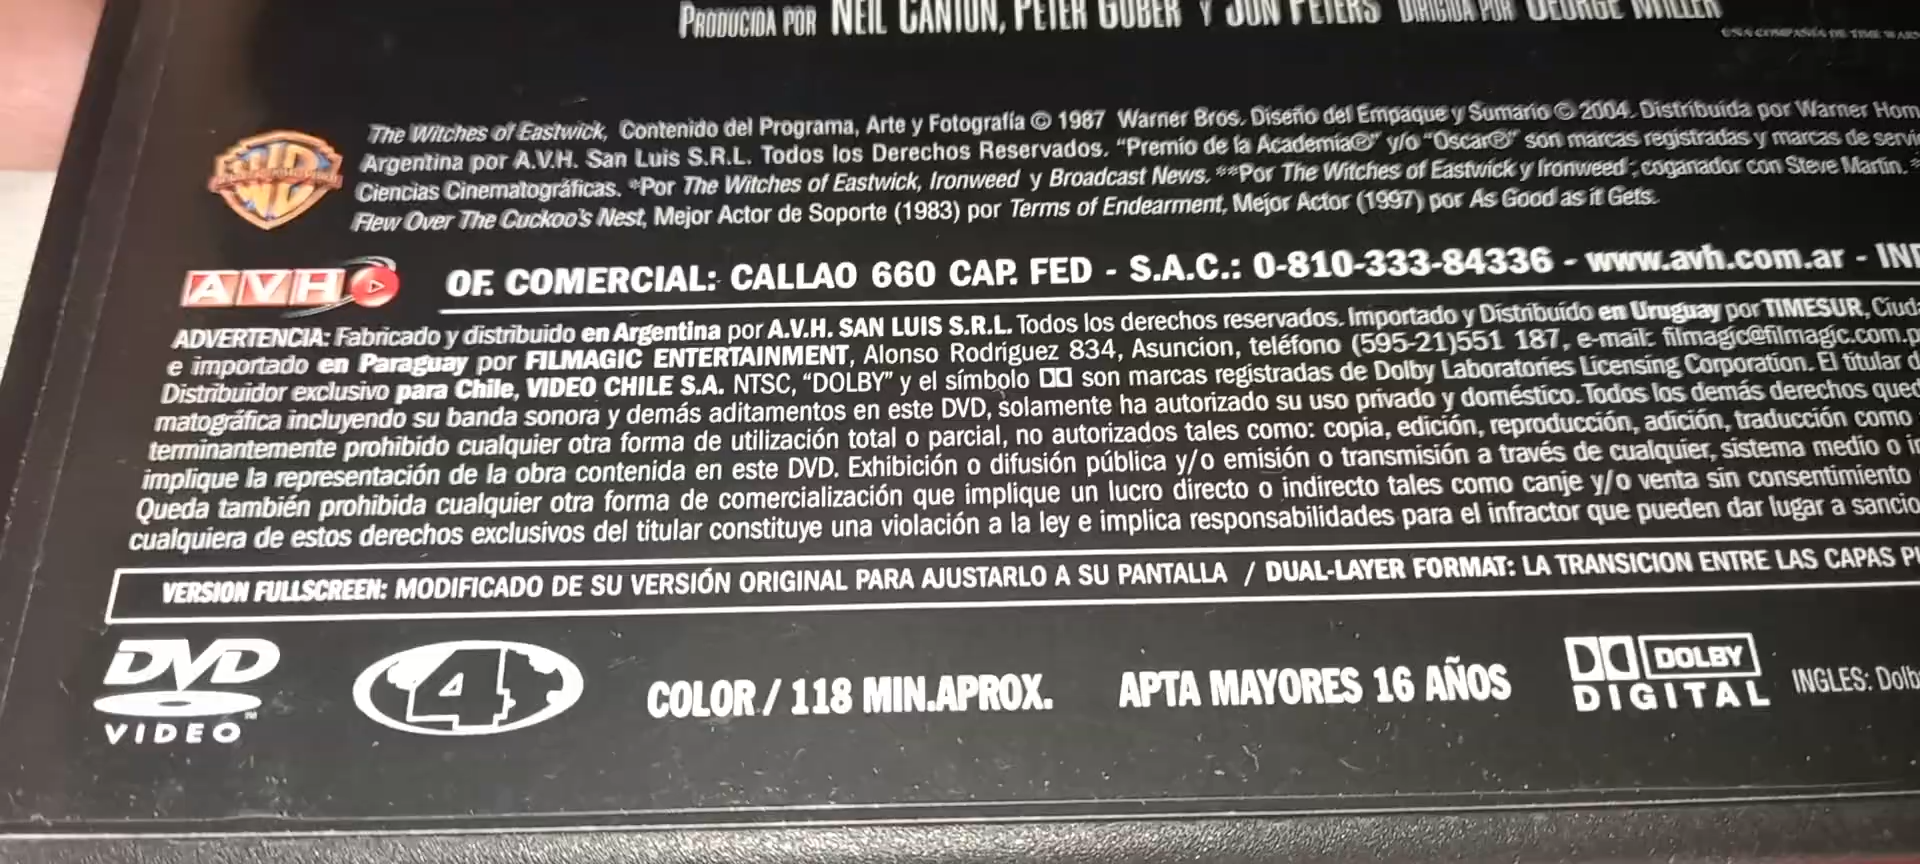 PRODUCIDA POR NEIL CANTON, PETER GUBER Y JON PETERS DIRIGIDA POR GEORGE MILLER
UNA COMPAÑIA DE TIME WARN
The Witches of Eastwick, Contenido del Programa, Arte y Fotografía © 1987 Warner Bros. Diseño del Empaque y Sumario © 2004. Distribuida por Warner Hom
Argentina por A.V.H. San Luis S.R.L. Todos los Derechos Reservados. "Premio de la Academia®" y/o "Oscar®" son marcas registradas y marcas de servi
Ciencias Cinematográficas. *Por The Witches of Eastwick, Ironweed y Broadcast News. **Por The Witches of Eastwick y Ironweed; coganador con Steve Martin. *
Flew Over The Cuckoo's Nest, Mejor Actor de Soporte (1983) por Terms of Endearment, Mejor Actor (1997) por As Good as it Gets.
AVH OF. COMERCIAL: CALLAO 660 CAP. FED - S.A.C.: 0-810-333-84336 - www.avh.com.ar - INF
ADVERTENCIA: Fabricado y distribuido en Argentina por A.V.H. SAN LUIS S.R.L. Todos los derechos reservados. Importado y Distribuído en Uruguay por TIMESUR, Ciuda
e importado en Paraguay por FILMAGIC ENTERTAINMENT, Alonso Rodríguez 834, Asuncion, teléfono (595-21)551 187, e-mail: filmagic@filmagic.com.p
Distribuidor exclusivo para Chile, VIDEO CHILE S.A. NTSC, "DOLBY" y el símbolo son marcas registradas de Dolby Laboratories Licensing Corporation. El titular d
matográfica incluyendo su banda sonora y demás aditamentos en este DVD, solamente ha autorizado su uso privado y doméstico. Todos los demás derechos qued
terminantemente prohibido cualquier otra forma de utilización total o parcial, no autorizados tales como: copia, edición, reproducción, adición, traducción como
implique la representación de la obra contenida en este DVD. Exhibición o difusión pública y/o emisión o transmisión a través de cualquier, sistema medio o in
Queda también prohibida cualquier otra forma de comercialización que implique un lucro directo o indirecto tales como canje y/o venta sin consentimiento
cualquiera de estos derechos exclusivos del titular constituye una violación a la ley e implica responsabilidades para el infractor que pueden dar lugar a sancio
VERSION FULLSCREEN: MODIFICADO DE SU VERSIÓN ORIGINAL PARA AJUSTARLO A SU PANTALLA / DUAL-LAYER FORMAT: LA TRANSICION ENTRE LAS CAPAS PU
DVD VIDEO™ 4 COLOR / 118 MIN.APROX. APTA MAYORES 16 AÑOS DOLBY DIGITAL INGLES: Dolb